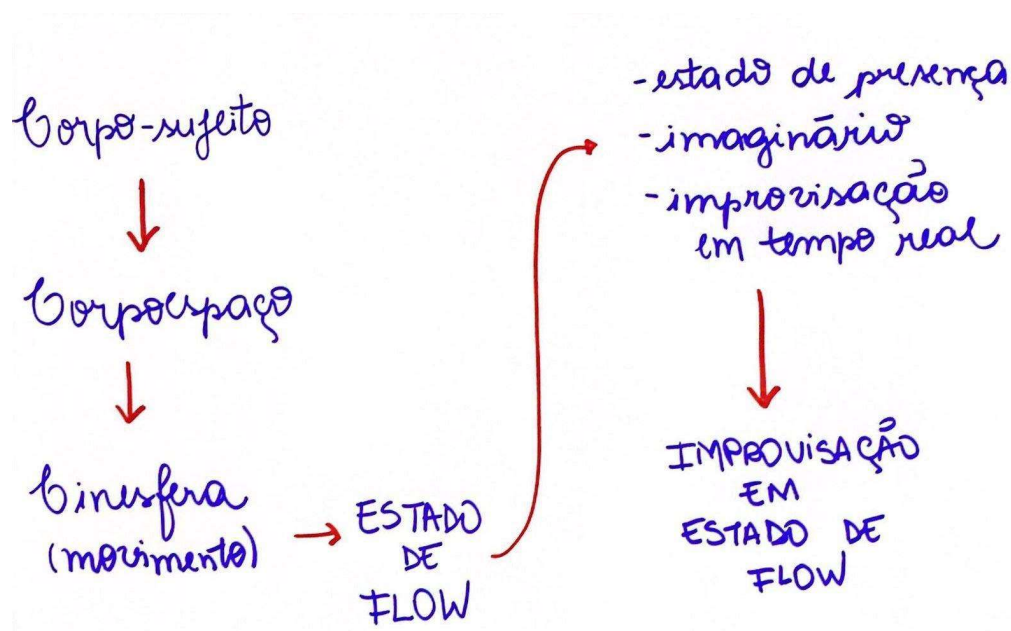 Corpo-sujeito
Corpoespaço
Cinesfera
(movimento)
ESTADO
DE
FLOW
-estado de presença
-imaginário
-improvisação
em tempo real
IMPROVISAÇÃO
EM
ESTADO DE
FLOW